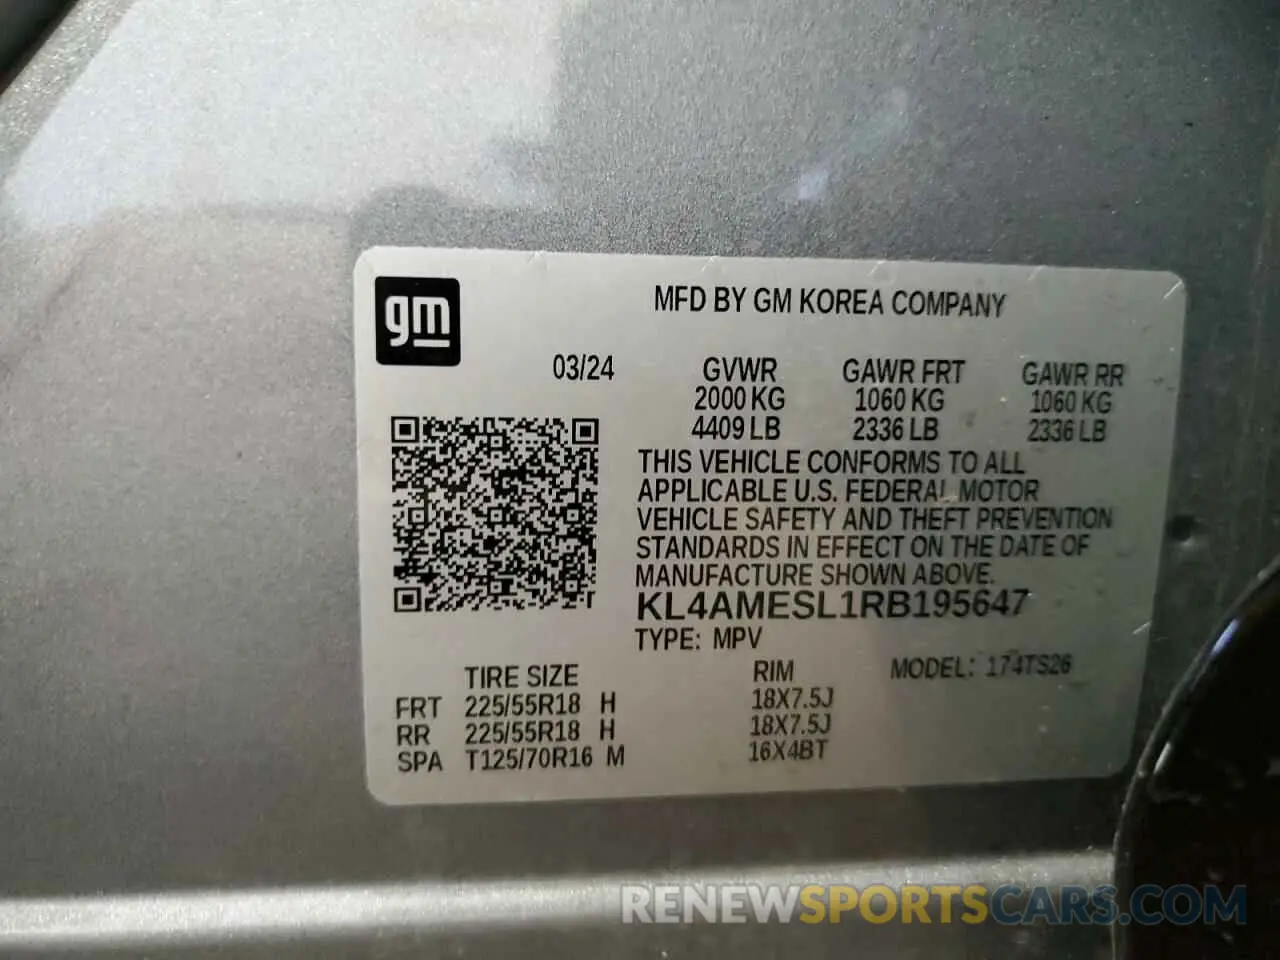 gm
MFD BY GM KOREA COMPANY
03/24 GVWR GAWR FRT GAWR RR
2000 KG 1060 KG 1060 KG
4409 LB 2336 LB 2336 LB
THIS VEHICLE CONFORMS TO ALL
APPLICABLE U.S. FEDERAL MOTOR
VEHICLE SAFETY AND THEFT PREVENTION
STANDARDS IN EFFECT ON THE DATE OF
MANUFACTURE SHOWN ABOVE.
KL4AMESL1RB195647
TYPE: MPV
TIRE SIZE RIM MODEL: 174TS26
FRT 225/55R18 H 18X7.5J
RR 225/55R18 H 18X7.5J
SPA T125/70R16 M 16X4BT
RENEWSPORTSCARS.COM